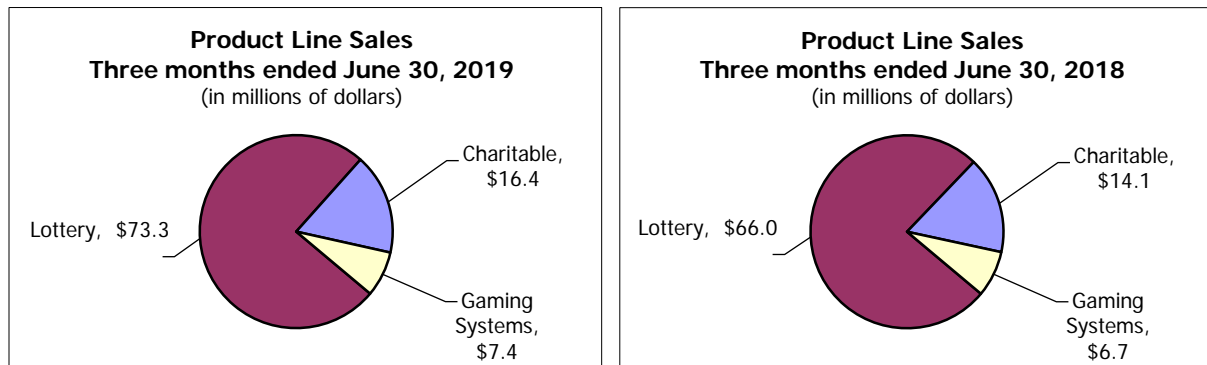 Product Line Sales
Three months ended June 30, 2019
(in millions of dollars)
Charitable,
$16.4
Lottery, $73.3
Gaming
Systems,
$7.4
Product Line Sales
Three months ended June 30, 2018
(in millions of dollars)
Charitable,
$14.1
Lottery, $66.0
Gaming
Systems,
$6.7